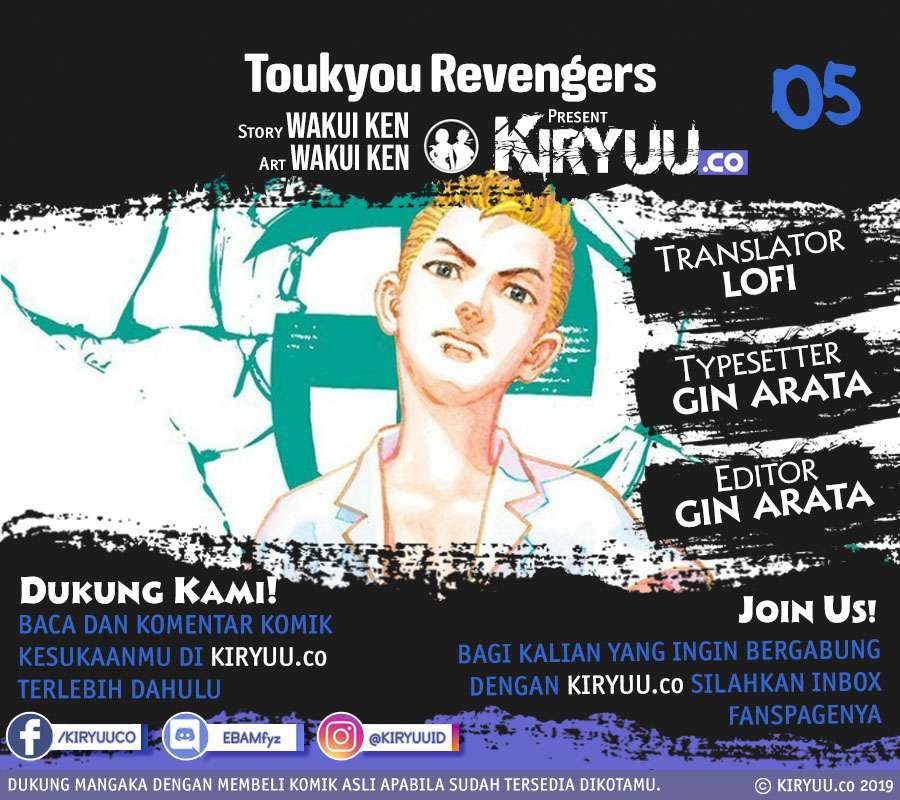 Toukyou Revengers
05
Story WAKUI KEN
Art WAKUI KEN
Present
KIRYUU.co
Translator
LOFI
Typesetter
GIN ARATA
Editor
GIN ARATA
Dukung Kami!
BACA DAN KOMENTAR KOMIK
KESUKAANMU DI KIRYUU.co
TERLEBIH DAHULU
Join Us!
BAGI KALIAN YANG INGIN BERGABUNG
DENGAN KIRYUU.co SILAHKAN INBOX
FANSPAGENYA
/KIRYUUCO
EBAMfyz
@KIRYUUID
DUKUNG MANGAKA DENGAN MEMBELI KOMIK ASLI APABILA SUDAH TERSEDIA DIKOTAMU.
© KIRYUU.co 2019